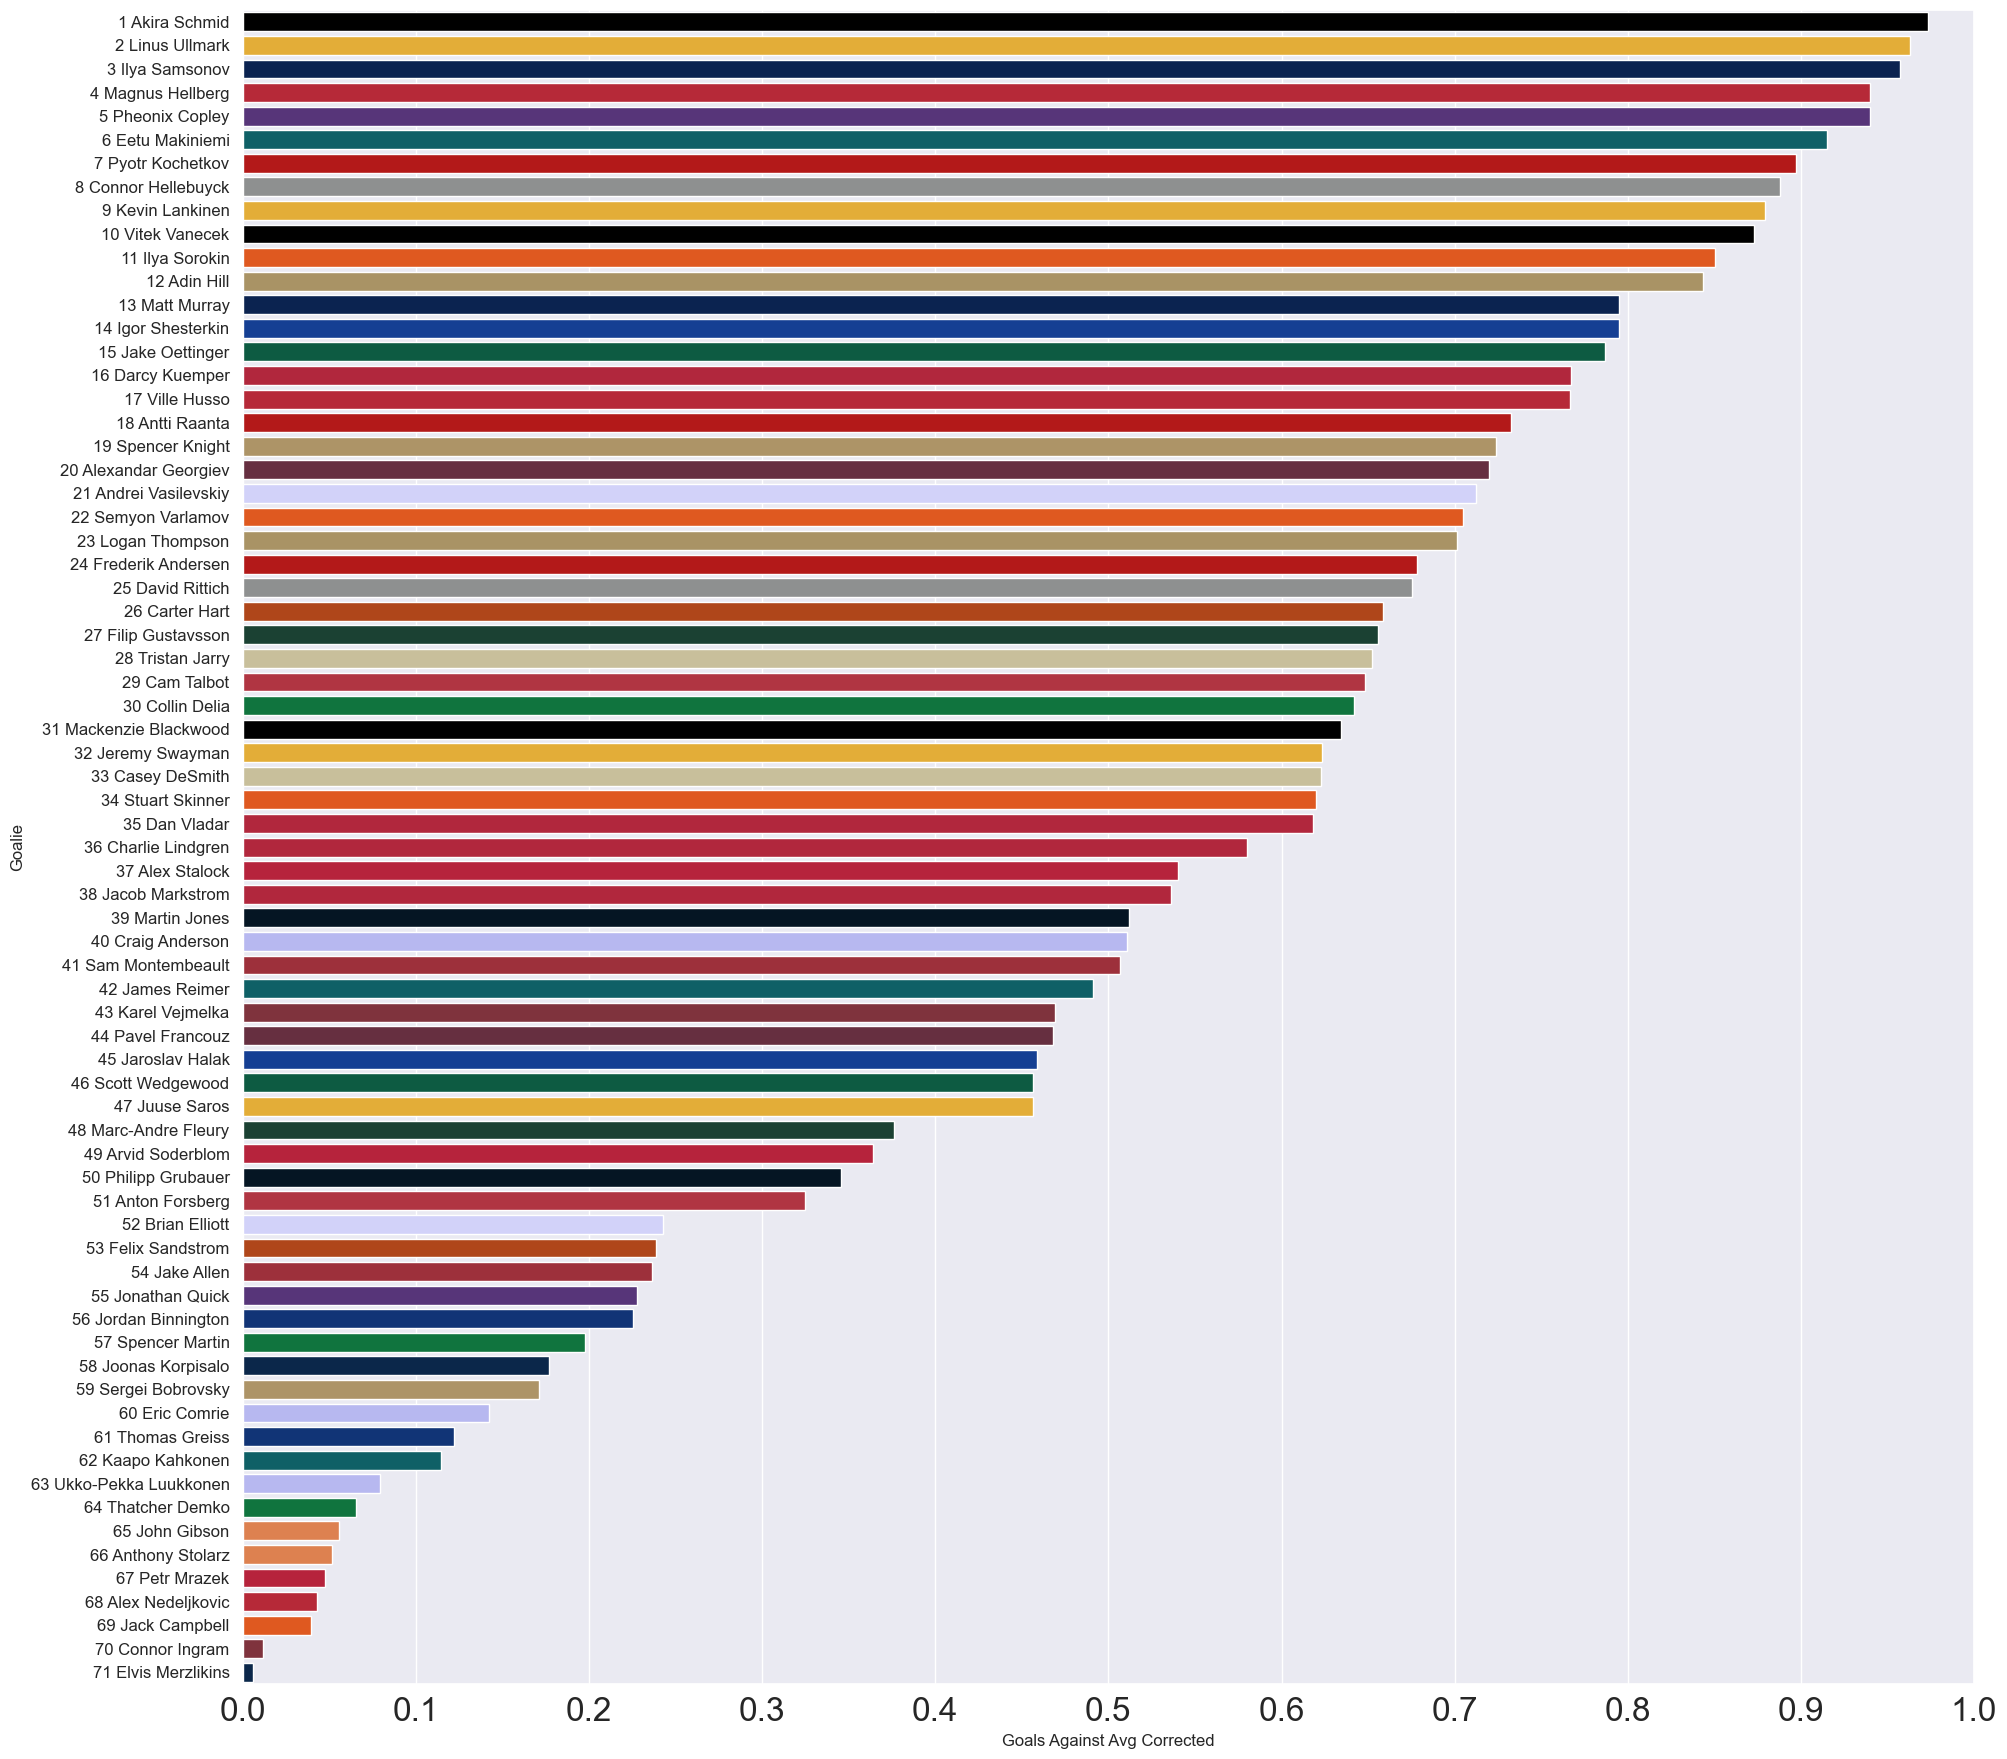 1 Akira Schmid
2 Linus Ullmark
3 Ilya Samsonov
4 Magnus Hellberg
5 Pheonix Copley
6 Eetu Makiniemi
7 Pyotr Kochetkov
8 Connor Hellebuyck
9 Kevin Lankinen
10 Vitek Vanecek
11 Ilya Sorokin
12 Adin Hill
13 Matt Murray
14 Igor Shesterkin
15 Jake Oettinger
16 Darcy Kuemper
17 Ville Husso
18 Antti Raanta
19 Spencer Knight
20 Alexandar Georgiev
21 Andrei Vasilevskiy
22 Semyon Varlamov
23 Logan Thompson
24 Frederik Andersen
25 David Rittich
26 Carter Hart
27 Filip Gustavsson
28 Tristan Jarry
29 Cam Talbot
30 Collin Delia
31 Mackenzie Blackwood
32 Jeremy Swayman
33 Casey DeSmith
34 Stuart Skinner
35 Dan Vladar
36 Charlie Lindgren
37 Alex Stalock
38 Jacob Markstrom
39 Martin Jones
40 Craig Anderson
41 Sam Montembeault
42 James Reimer
43 Karel Vejmelka
44 Pavel Francouz
45 Jaroslav Halak
46 Scott Wedgewood
47 Juuse Saros
48 Marc-Andre Fleury
49 Arvid Soderblom
50 Philipp Grubauer
51 Anton Forsberg
52 Brian Elliott
53 Felix Sandstrom
54 Jake Allen
55 Jonathan Quick
56 Jordan Binnington
57 Spencer Martin
58 Joonas Korpisalo
59 Sergei Bobrovsky
60 Eric Comrie
61 Thomas Greiss
62 Kaapo Kahkonen
63 Ukko-Pekka Luukkonen
64 Thatcher Demko
65 John Gibson
66 Anthony Stolarz
67 Petr Mrazek
68 Alex Nedeljkovic
69 Jack Campbell
70 Connor Ingram
71 Elvis Merzlikins
Goalie
0.0 0.1 0.2 0.3 0.4 0.5 0.6 0.7 0.8 0.9 1.0
Goals Against Avg Corrected